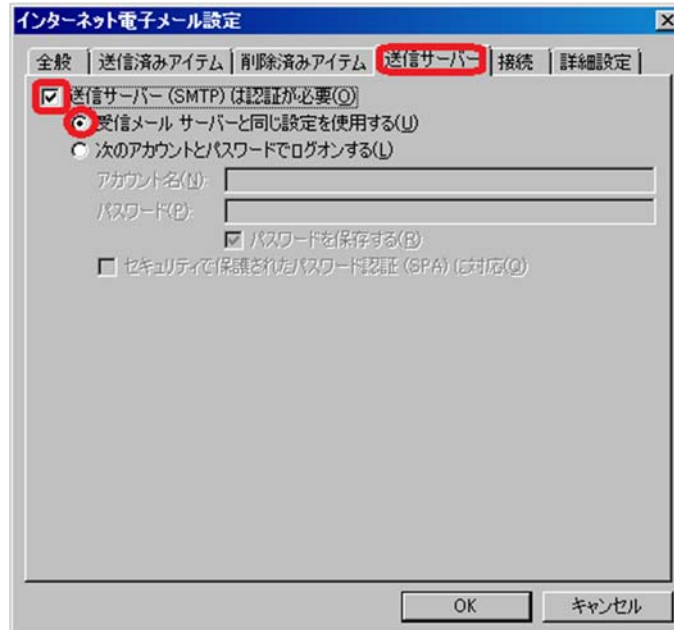 インターネット電子メール設定
全般 送信済みアイテム 削除済みアイテム 送信サーバー 接続 詳細設定
送信サーバー (SMTP) は認証が必要(O)
受信メール サーバーと同じ設定を使用する(U)
次のアカウントとパスワードでログオンする(L)
アカウント名(N):
パスワード(P):
パスワードを保存する(R)
セキュリティで保護されたパスワード認証 (SPA) に対応(Q)
OK キャンセル